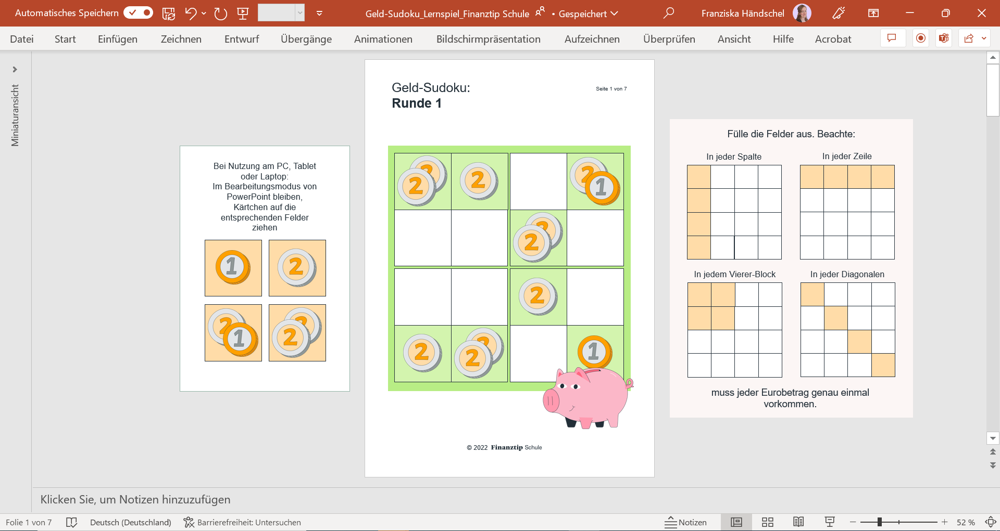 Automatisches Speichern
Geld-Sudoku_Lernspiel_Finanztip Schule • Gespeichert
Franziska Händschel
Datei Start Einfügen Zeichnen Entwurf Übergänge Animationen Bildschirmpräsentation Aufzeichnen Überprüfen Ansicht Hilfe Acrobat
Miniaturansicht
Bei Nutzung am PC, Tablet
oder Laptop:
Im Bearbeitungsmodus von
PowerPoint bleiben,
Kärtchen auf die
entsprechenden Felder
ziehen
1 2
2 1 2 2
Geld-Sudoku:
Seite 1 von 7
Runde 1
2 2 2 2 1
2 2
2
2 2 2 1
© 2022 Finanztip Schule
Fülle die Felder aus. Beachte:
In jeder Spalte In jeder Zeile
In jedem Vierer-Block In jeder Diagonalen
muss jeder Eurobetrag genau einmal
vorkommen.
Klicken Sie, um Notizen hinzuzufügen
Folie 1 von 7 Deutsch (Deutschland) Barrierefreiheit: Untersuchen Notizen 52 %